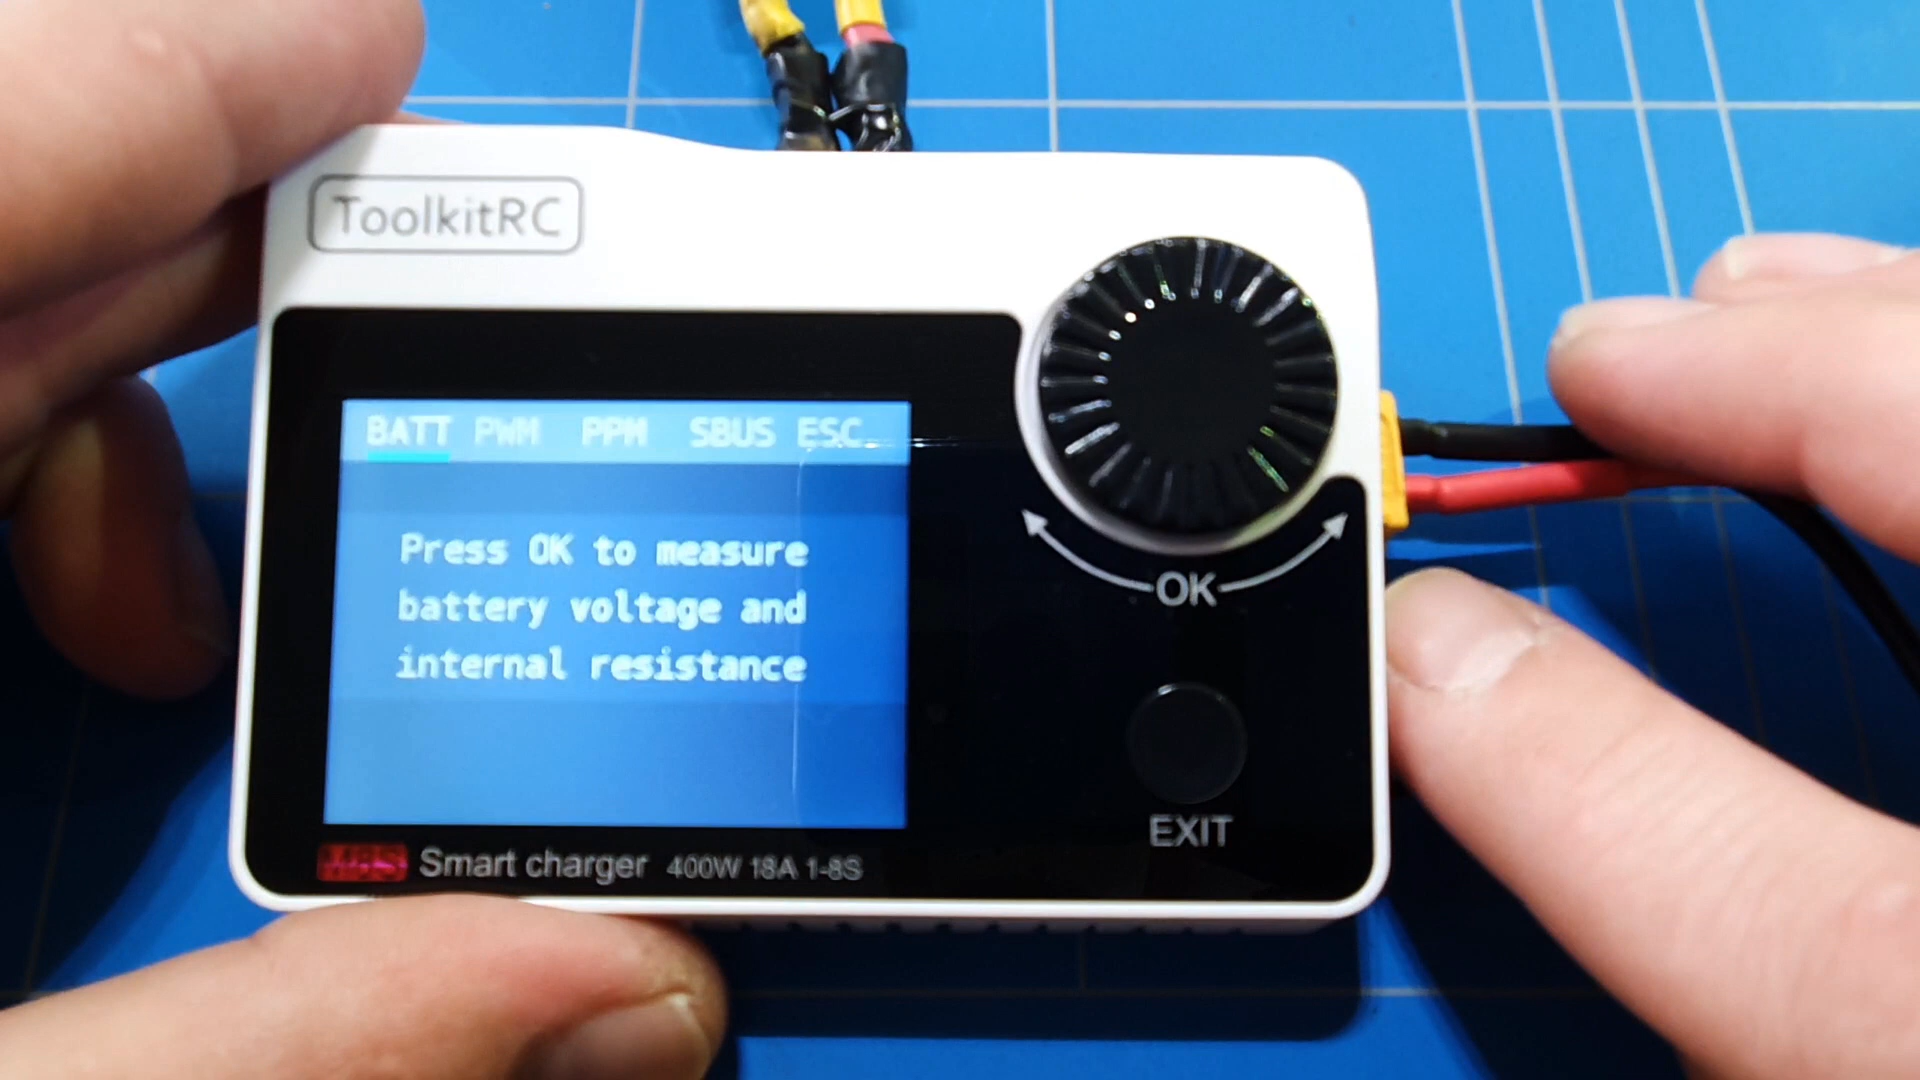 ToolkitRC
BATT PWM PPM SBUS ESC
Press OK to measure
battery voltage and
internal resistance
OK
EXIT
Smart charger 400W 18A 1-8S